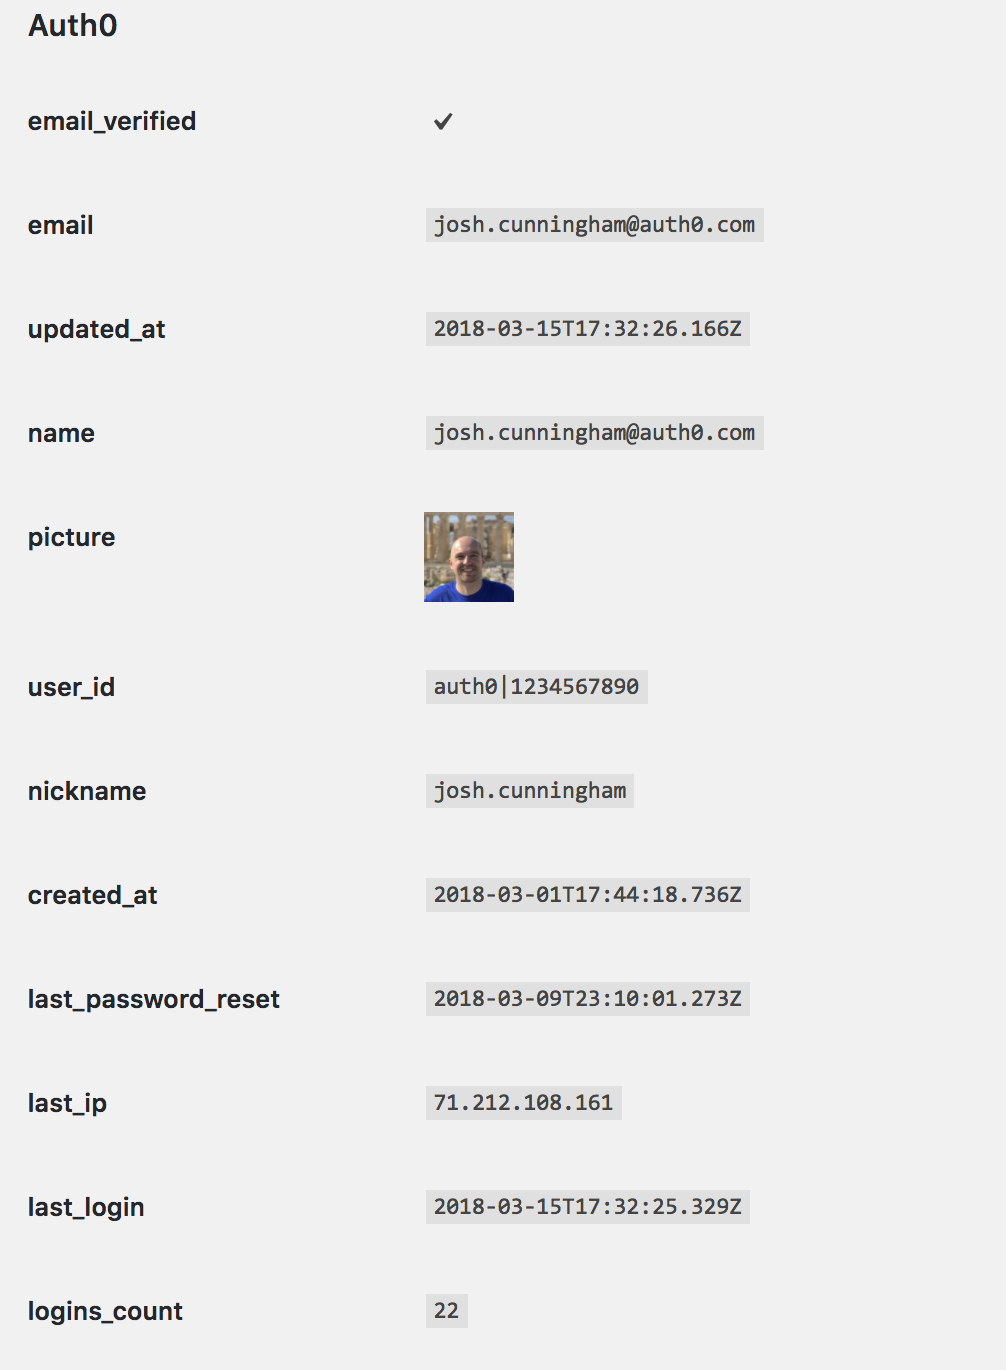 Auth0
email_verified ✔
email josh.cunningham@auth0.com
updated_at 2018-03-15T17:32:26.166Z
name josh.cunningham@auth0.com
picture
user_id auth0|1234567890
nickname josh.cunningham
created_at 2018-03-01T17:44:18.736Z
last_password_reset 2018-03-09T23:10:01.273Z
last_ip 71.212.108.161
last_login 2018-03-15T17:32:25.329Z
logins_count 22